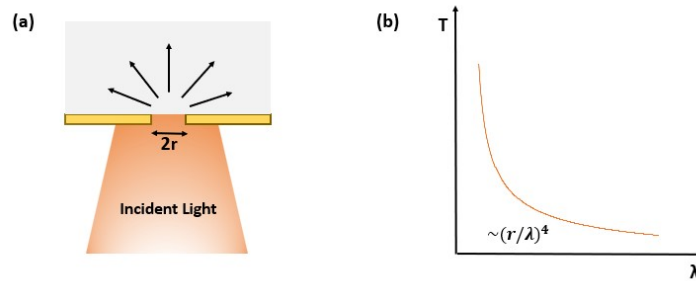 (a)
2r
Incident Light
(b)
T
~(r/λ)^4
λ